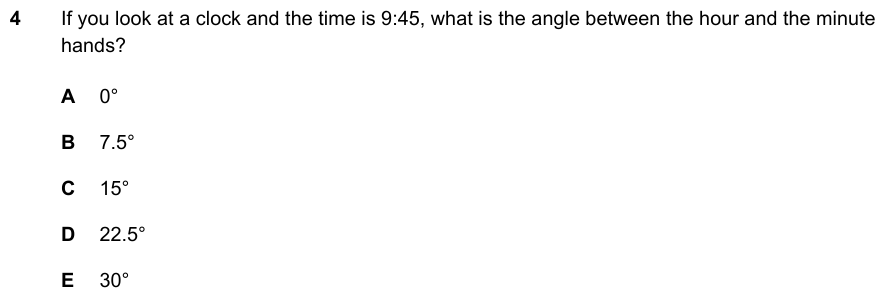 4 If you look at a clock and the time is 9:45, what is the angle between the hour and the minute
hands?
A 0°
B 7.5°
C 15°
D 22.5°
E 30°